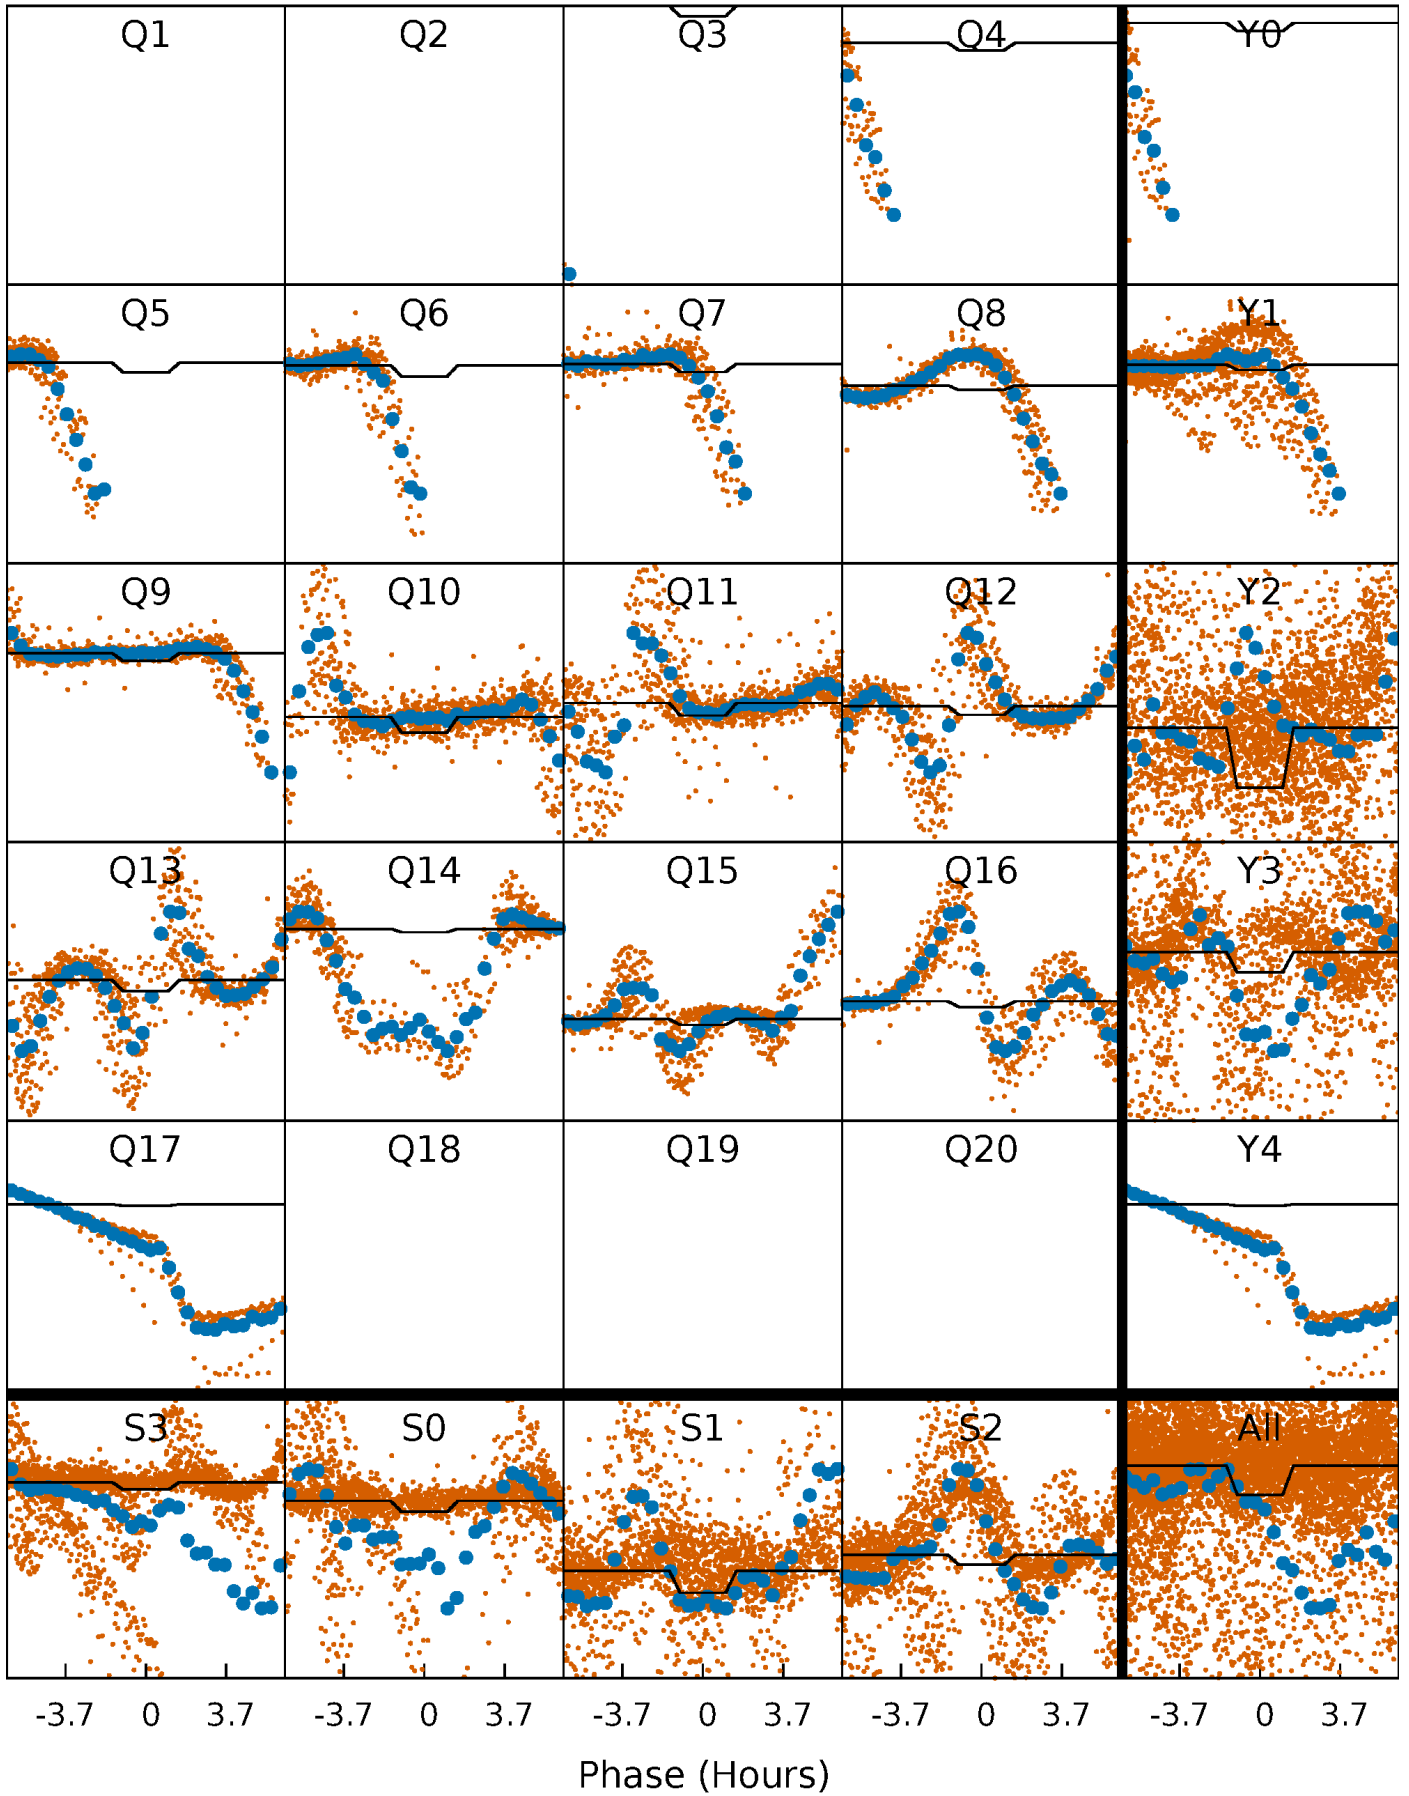 Q1 Q2 Q3 Q4 Y0
Q5 Q6 Q7 Q8 Y1
Q9 Q10 Q11 Q12 Y2
Q13 Q14 Q15 Q16 Y3
Q17 Q18 Q19 Q20 Y4
S3 S0 S1 S2 All
-3.7 0 3.7 -3.7 0 3.7 -3.7 0 3.7 -3.7 0 3.7 -3.7 0 3.7
Phase (Hours)